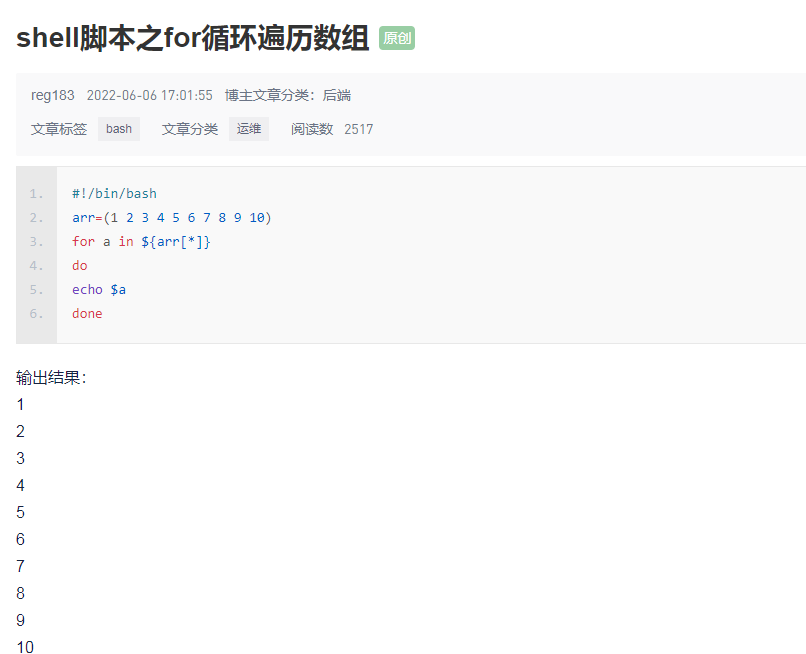 shell脚本之for循环遍历数组 原创
reg183 2022-06-06 17:01:55 博主文章分类：后端
文章标签 bash 文章分类 运维 阅读数 2517
1. #!/bin/bash
2. arr=(1 2 3 4 5 6 7 8 9 10)
3. for a in ${arr[*]}
4. do
5. echo $a
6. done
输出结果：
1
2
3
4
5
6
7
8
9
10